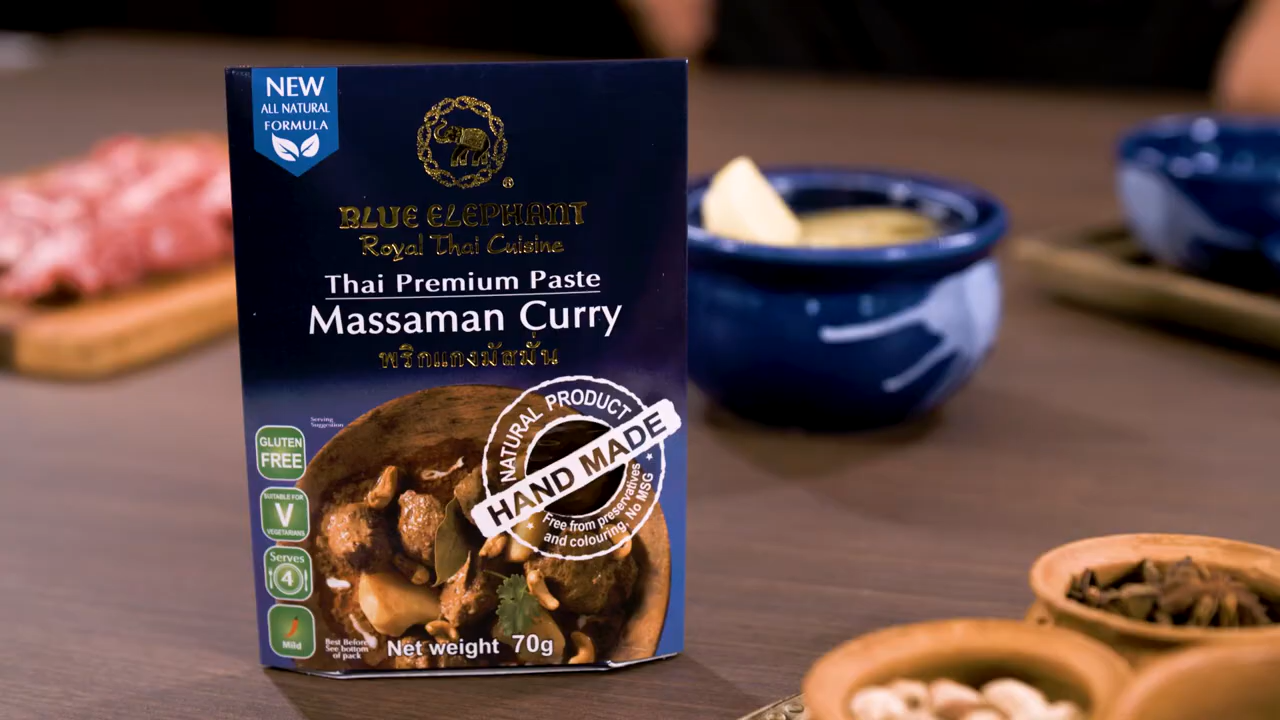 NEW
ALL NATURAL
FORMULA
®
BLUE ELEPHANT
Royal Thai Cuisine
Thai Premium Paste
Massaman Curry
พริกแกงมัสมั่น
Serving
Suggestion
NATURAL PRODUCT
HAND MADE
Free from preservatives
and colouring, No MSG
GLUTEN
FREE
SUITABLE FOR
V
VEGETARIANS
Serves
4
Mild
Best Before
See bottom
of pack
Net weight 70g